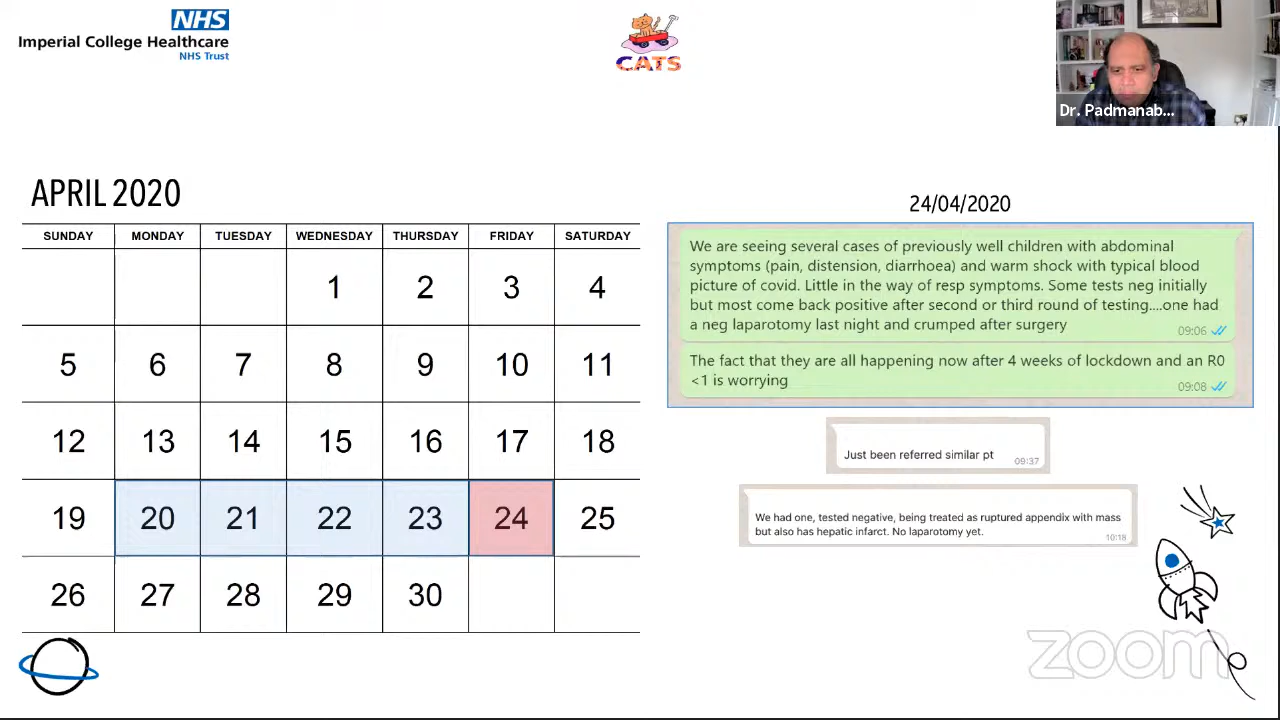 NHS
Imperial College Healthcare
NHS Trust
CATS
Dr. Padmanab...
APRIL 2020
SUNDAY MONDAY TUESDAY WEDNESDAY THURSDAY FRIDAY SATURDAY
1 2 3 4
5 6 7 8 9 10 11
12 13 14 15 16 17 18
19 20 21 22 23 24 25
26 27 28 29 30
24/04/2020
We are seeing several cases of previously well children with abdominal
symptoms (pain, distension, diarrhoea) and warm shock with typical blood
picture of covid. Little in the way of resp symptoms. Some tests neg initially
but most come back positive after second or third round of testing....one had
a neg laparotomy last night and crumped after surgery
09:06
The fact that they are all happening now after 4 weeks of lockdown and an R0
<1 is worrying
09:08
Just been referred similar pt
09:37
We had one, tested negative, being treated as ruptured appendix with mass
but also has hepatic infarct. No laparotomy yet.
10:18
zoom